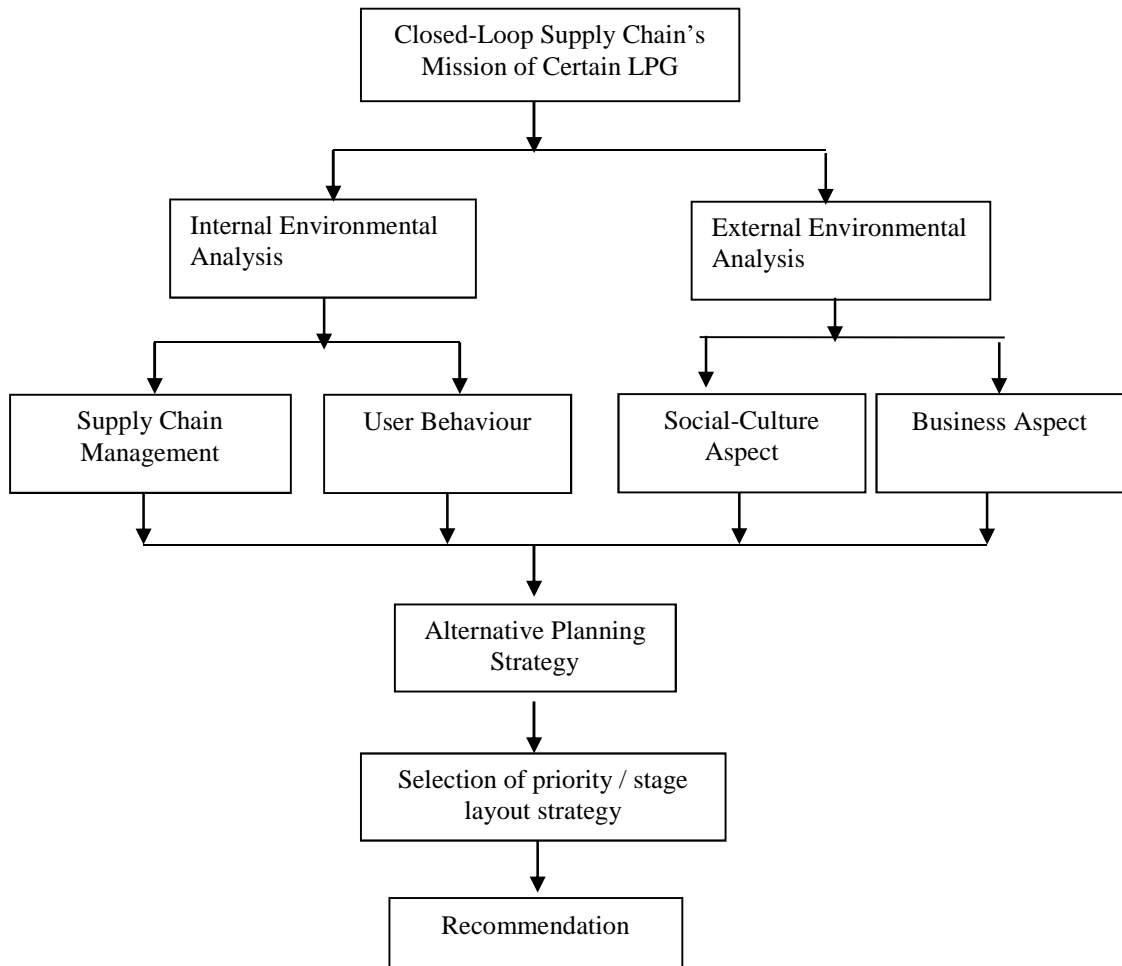 Closed-Loop Supply Chain’s
Mission of Certain LPG
Internal Environmental
Analysis
External Environmental
Analysis
Supply Chain
Management
User Behaviour
Social-Culture
Aspect
Business Aspect
Alternative Planning
Strategy
Selection of priority / stage
layout strategy
Recommendation